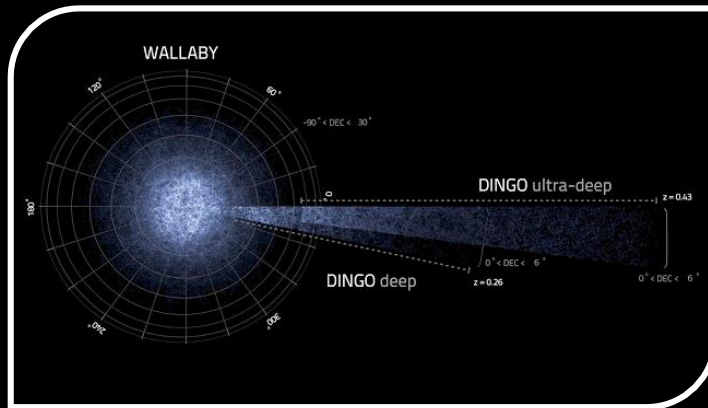 WALLABY
120°
60°
-90° < DEC < 30°
180°
0°
DINGO ultra-deep
z = 0.43
0° < DEC < 6°
0° < DEC < 6°
DINGO deep
z = 0.26
240°
300°